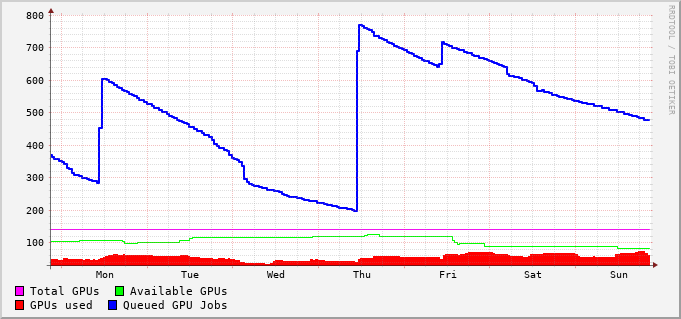 800
700
600
500
400
300
200
100
Mon Tue Wed Thu Fri Sat Sun
Total GPUs Available GPUs
GPUs used Queued GPU Jobs
RRDTOOL / TOBI OETIKER